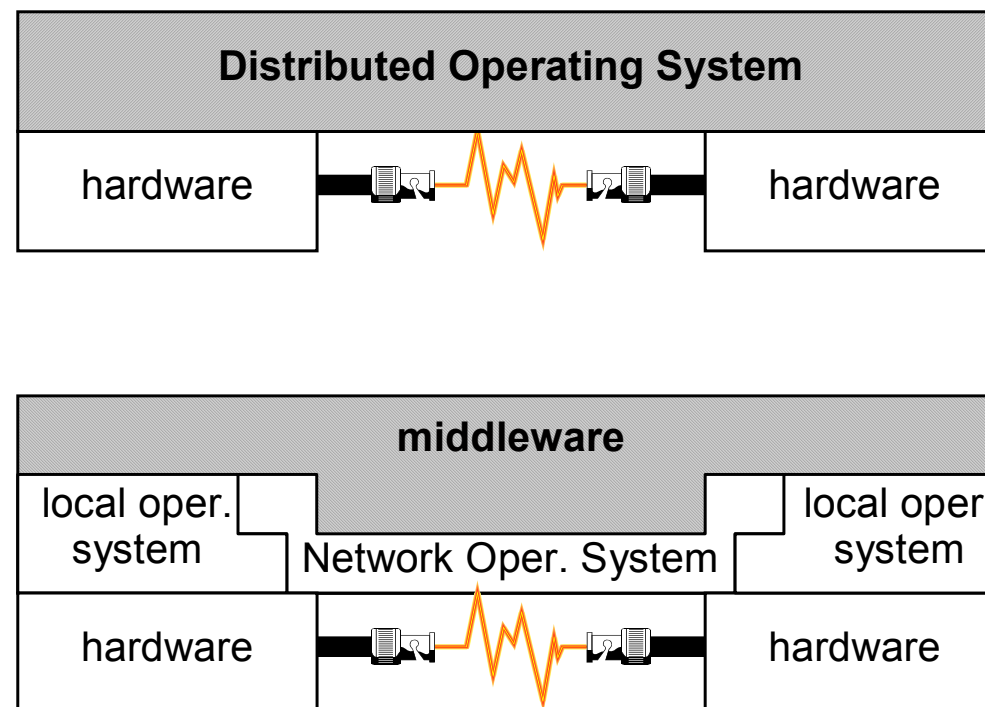 Distributed Operating System
hardware
hardware
middleware
local oper.
system
Network Oper. System
local oper
system
hardware
hardware